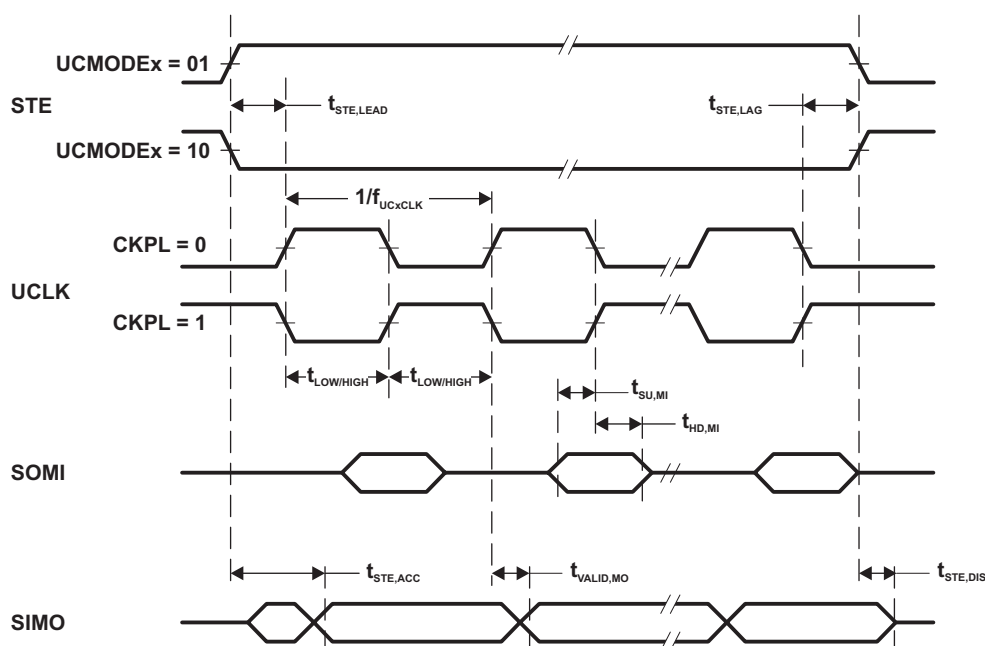 UCMODEx = 01
STE
t_STE,LEAD
t_STE,LAG
UCMODEx = 10
1/f_UCxCLK
CKPL = 0
UCLK
CKPL = 1
t_LOW/HIGH
t_LOW/HIGH
t_SU,MI
t_HD,MI
SOMI
t_STE,ACC
t_VALID,MO
t_STE,DIS
SIMO